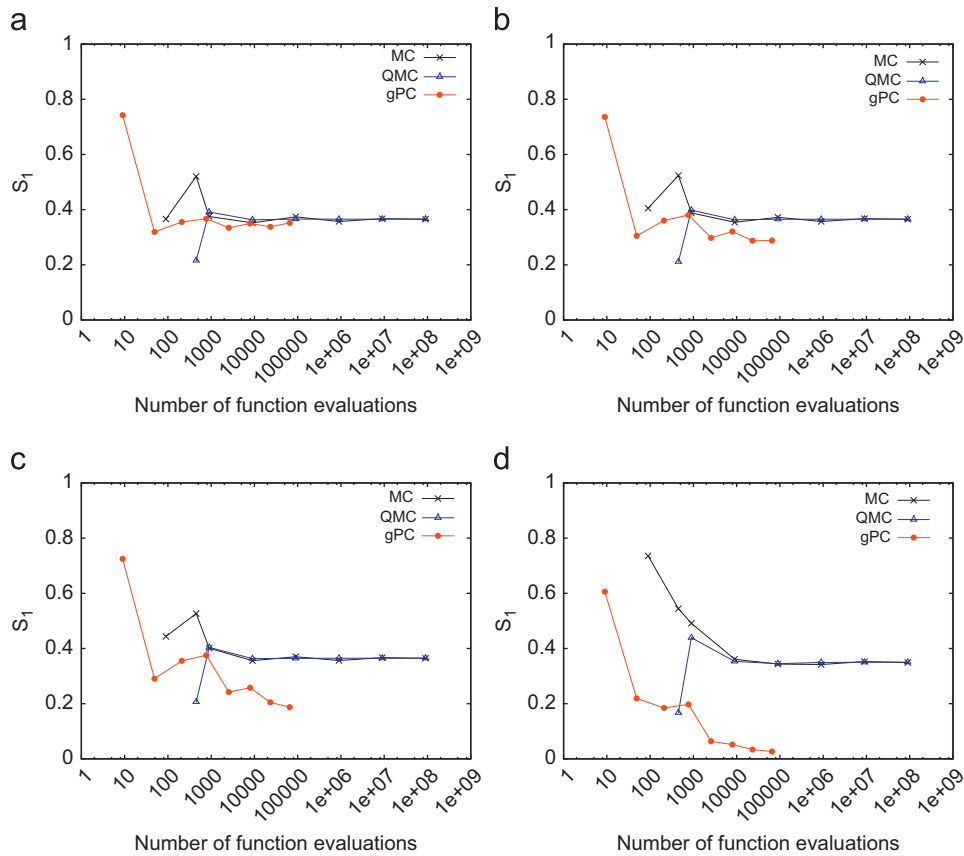 a
1
0.8
0.6
0.4
0.2
0
S1
MC
QMC
gPC
1
10
100
1000
10000
100000
1e+06
1e+07
1e+08
1e+09
Number of function evaluations
b
1
0.8
0.6
0.4
0.2
0
S1
MC
QMC
gPC
1
10
100
1000
10000
100000
1e+06
1e+07
1e+08
1e+09
Number of function evaluations
c
1
0.8
0.6
0.4
0.2
0
S1
MC
QMC
gPC
1
10
100
1000
10000
100000
1e+06
1e+07
1e+08
1e+09
Number of function evaluations
d
1
0.8
0.6
0.4
0.2
0
S1
MC
QMC
gPC
1
10
100
1000
10000
100000
1e+06
1e+07
1e+08
1e+09
Number of function evaluations